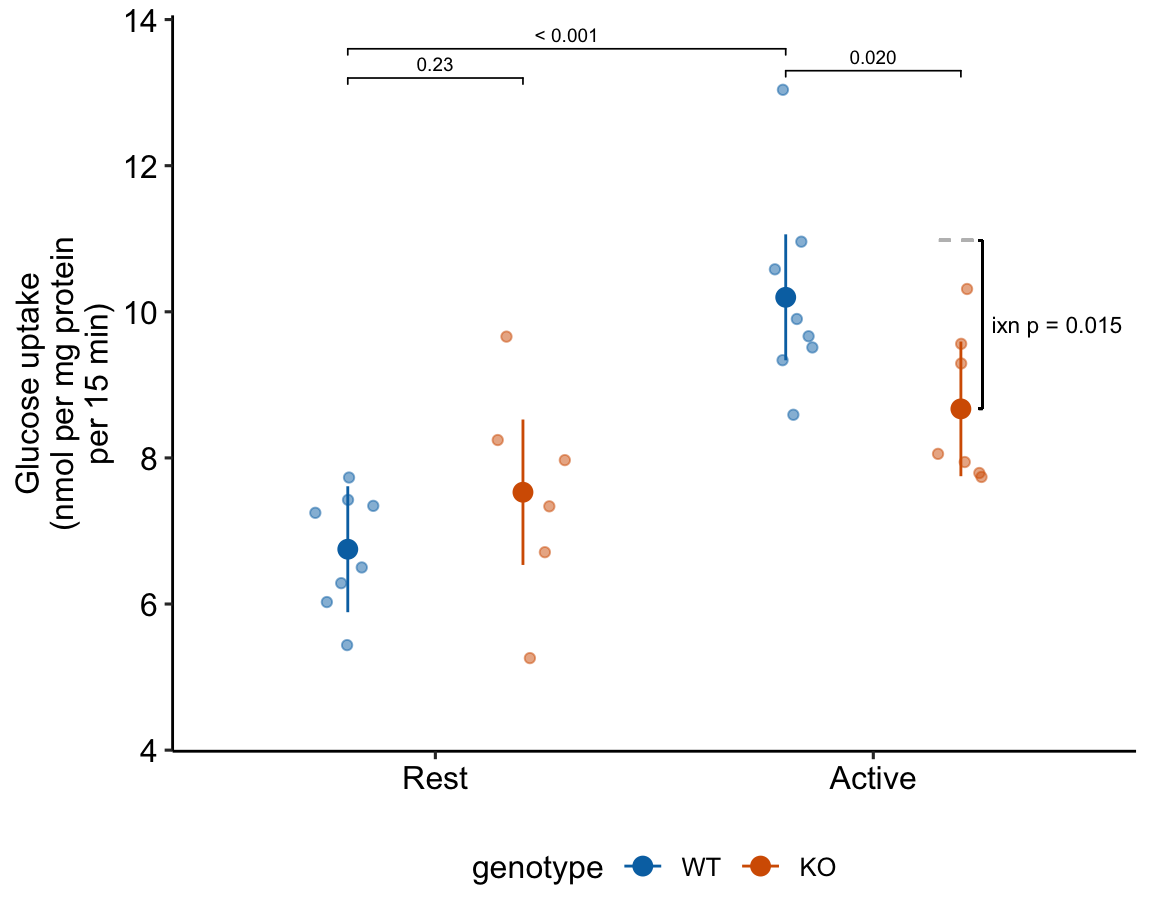 14
12
10
8
6
4
Glucose uptake
(nmol per mg protein
per 15 min)
< 0.001
0.23
0.020
ixn p = 0.015
Rest Active
genotype WT KO